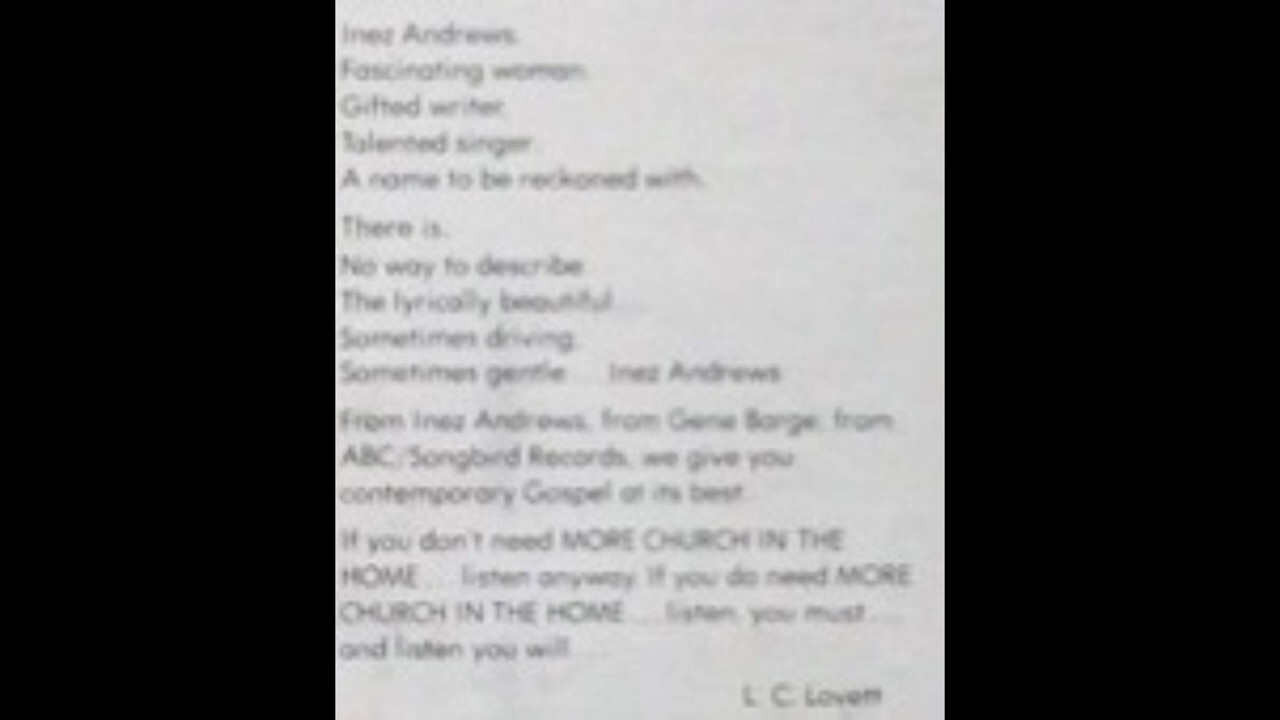 Inez Andrews.
Fascinating woman.
Gifted writer.
Talented singer.
A name to be reckoned with.
There is..
No way to describe
The lyrically beautiful....
Sometimes driving,
Sometimes gentle.... Inez Andrews
From Inez Andrews, from Gene Barge, from
ABC/Songbird Records, we give you
contemporary Gospel at its best.
If you don't need MORE CHURCH IN THE
HOME.... listen anyway. If you do need MORE
CHURCH IN THE HOME.... listen, you must....
and listen you will....
L. C. Lovett